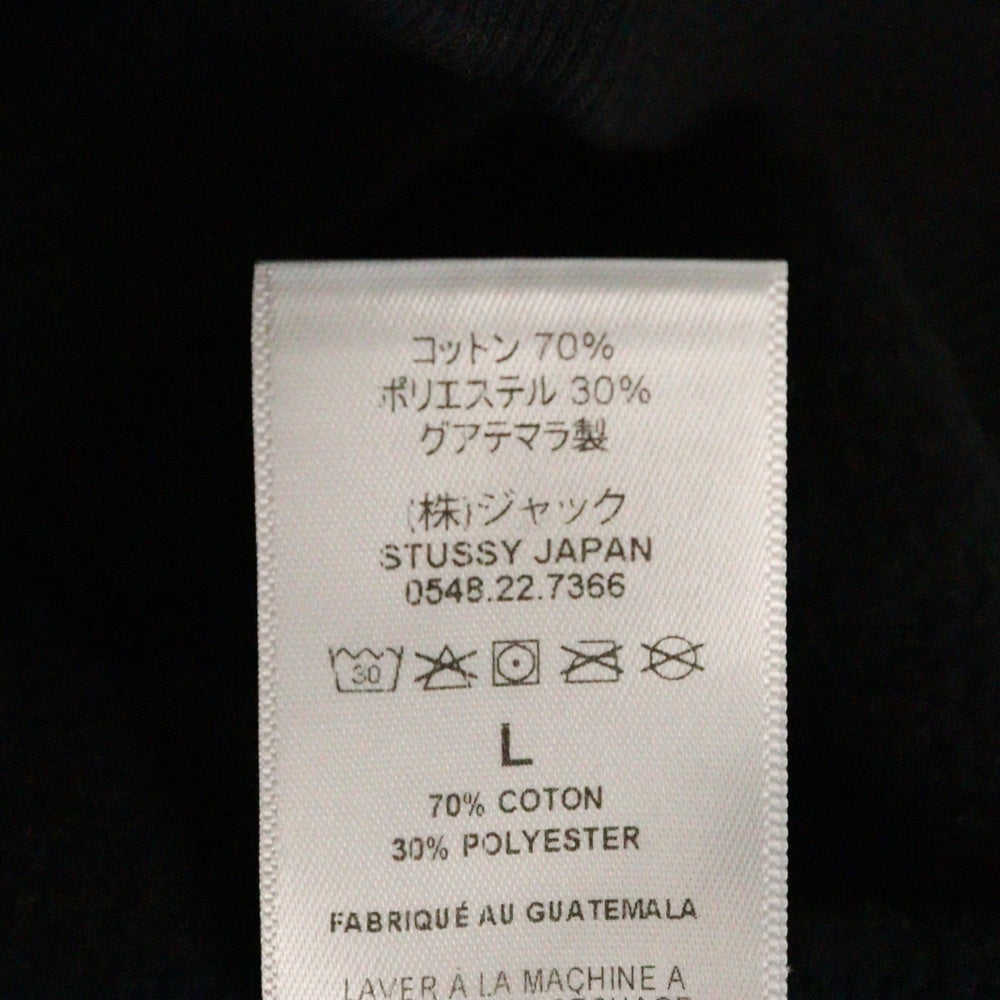 コットン 70%
ポリエステル 30%
グアテマラ製
(株)ジャック
STUSSY JAPAN
0548.22.7366
30
L
70% COTON
30% POLYESTER
FABRIQUÉ AU GUATEMALA
LAVER À LA MACHINE A